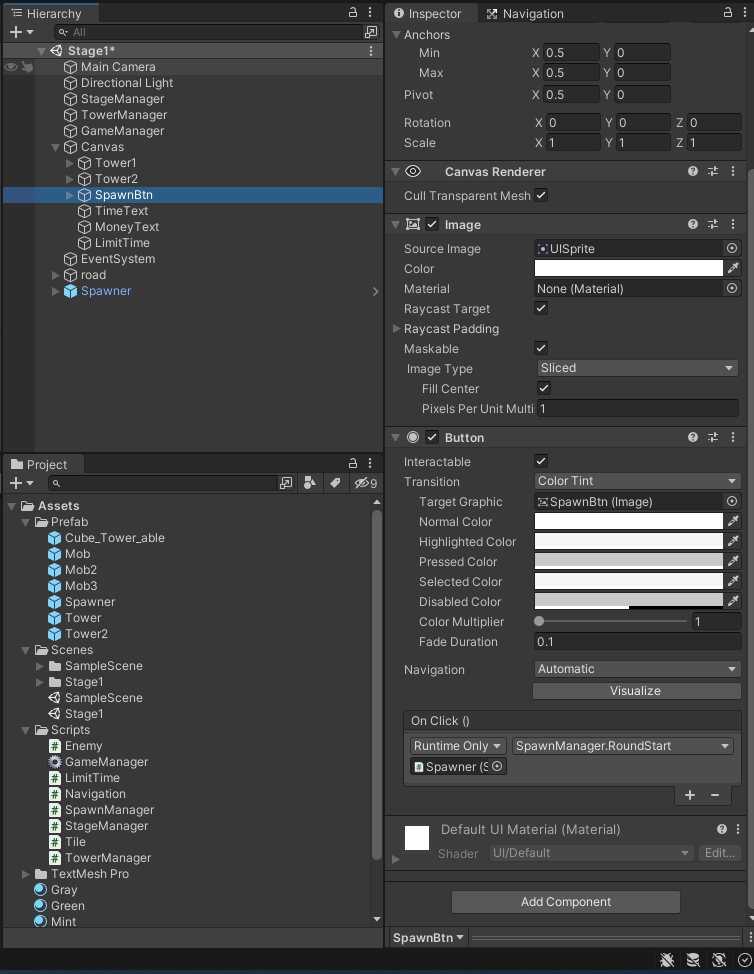 Hierarchy
All
Stage1*
Main Camera
Directional Light
StageManager
TowerManager
GameManager
Canvas
Tower1
Tower2
SpawnBtn
TimeText
MoneyText
LimitTime
EventSystem
road
Spawner
Project
9
Assets
Prefab
Cube_Tower_able
Mob
Mob2
Mob3
Spawner
Tower
Tower2
Scenes
SampleScene
Stage1
SampleScene
Stage1
Scripts
Enemy
GameManager
LimitTime
Navigation
SpawnManager
StageManager
Tile
TowerManager
TextMesh Pro
Gray
Green
Mint
Inspector Navigation
Anchors
Min X 0.5 Y 0
Max X 0.5 Y 0
Pivot X 0.5 Y 0
Rotation X 0 Y 0 Z 0
Scale X 1 Y 1 Z 1
Canvas Renderer
Cull Transparent Mesh
Image
Source Image UISprite
Color
Material None (Material)
Raycast Target
Raycast Padding
Maskable
Image Type Sliced
Fill Center
Pixels Per Unit Multi 1
Button
Interactable
Transition Color Tint
Target Graphic SpawnBtn (Image)
Normal Color
Highlighted Color
Pressed Color
Selected Color
Disabled Color
Color Multiplier 1
Fade Duration 0.1
Navigation Automatic
Visualize
On Click ()
Runtime Only SpawnManager.RoundStart
Spawner (S
Default UI Material (Material)
Shader UI/Default Edit...
Add Component
SpawnBtn